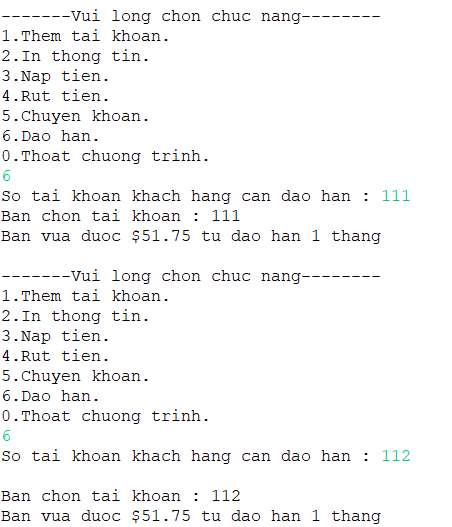 -------Vui long chon chuc nang--------
1.Them tai khoan.
2.In thong tin.
3.Nap tien.
4.Rut tien.
5.Chuyen khoan.
6.Dao han.
0.Thoat chuong trinh.
6
So tai khoan khach hang can dao han : 111
Ban chon tai khoan : 111
Ban vua duoc $51.75 tu dao han 1 thang

-------Vui long chon chuc nang--------
1.Them tai khoan.
2.In thong tin.
3.Nap tien.
4.Rut tien.
5.Chuyen khoan.
6.Dao han.
0.Thoat chuong trinh.
6
So tai khoan khach hang can dao han : 112

Ban chon tai khoan : 112
Ban vua duoc $51.75 tu dao han 1 thang